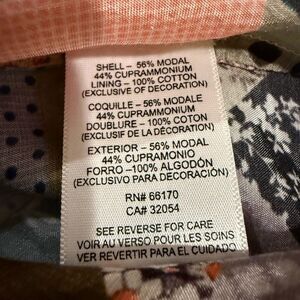 SHELL – 56% MODAL
44% CUPRAMMONIUM
LINING – 100% COTTON
(EXCLUSIVE OF DECORATION)
COQUILLE – 56% MODALE
44% CUPRAMMONIUM
DOUBLURE – 100% COTON
(EXCLUSIF DE LA DÉCORATION)
EXTERIOR – 56% MODAL
44% CUPRAMONIO
FORRO – 100% ALGODÓN
(EXCLUSIVO PARA DECORACIÓN)
RN# 66170
CA# 32054
SEE REVERSE FOR CARE
VOIR AU VERSO POUR LES SOINS
VER REVERTIR PARA EL CUIDADO